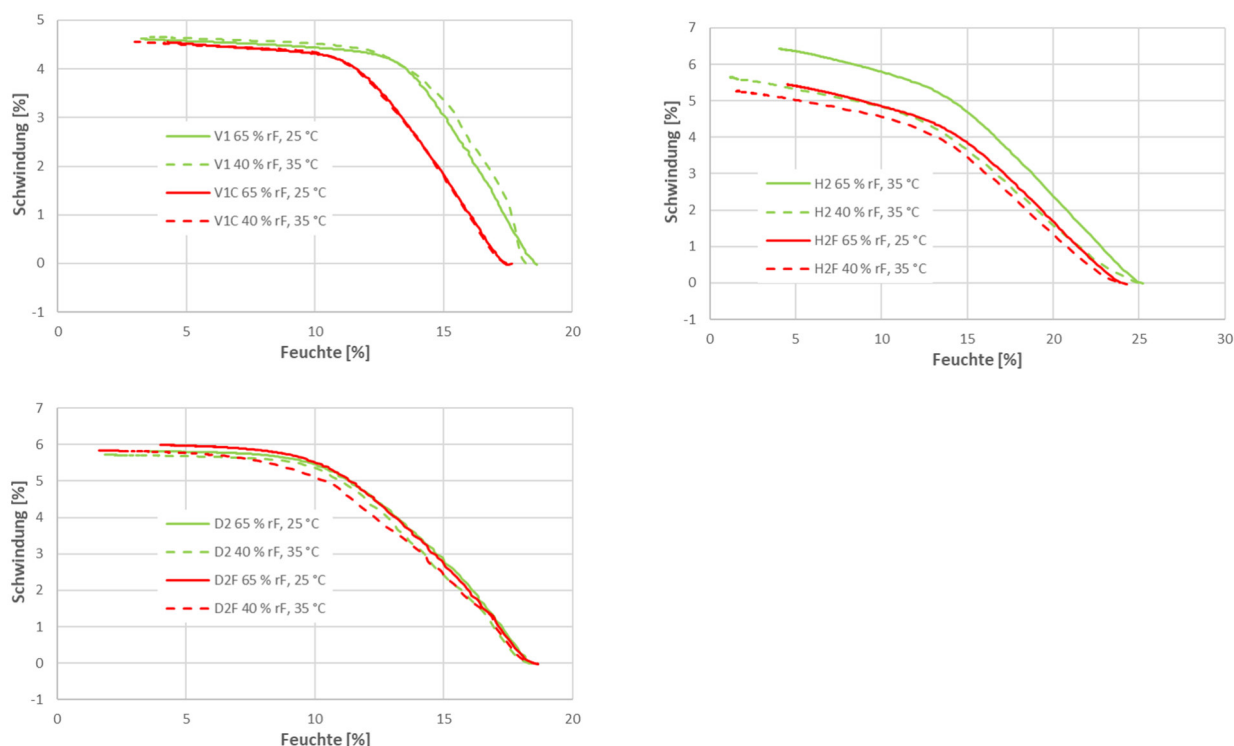 5
4
3
2
1
0
-1
Schwindung [%]
V1 65 % rF, 25 °C
V1 40 % rF, 35 °C
V1C 65 % rF, 25 °C
V1C 40 % rF, 35 °C
0 5 10 15 20
Feuchte [%]
7
6
5
4
3
2
1
0
-1
Schwindung [%]
H2 65 % rF, 35 °C
H2 40 % rF, 35 °C
H2F 65 % rF, 25 °C
H2F 40 % rF, 35 °C
0 5 10 15 20 25 30
Feuchte [%]
7
6
5
4
3
2
1
0
-1
Schwindung [%]
D2 65 % rF, 25 °C
D2 40 % rF, 35 °C
D2F 65 % rF, 25 °C
D2F 40 % rF, 35 °C
0 5 10 15 20
Feuchte [%]